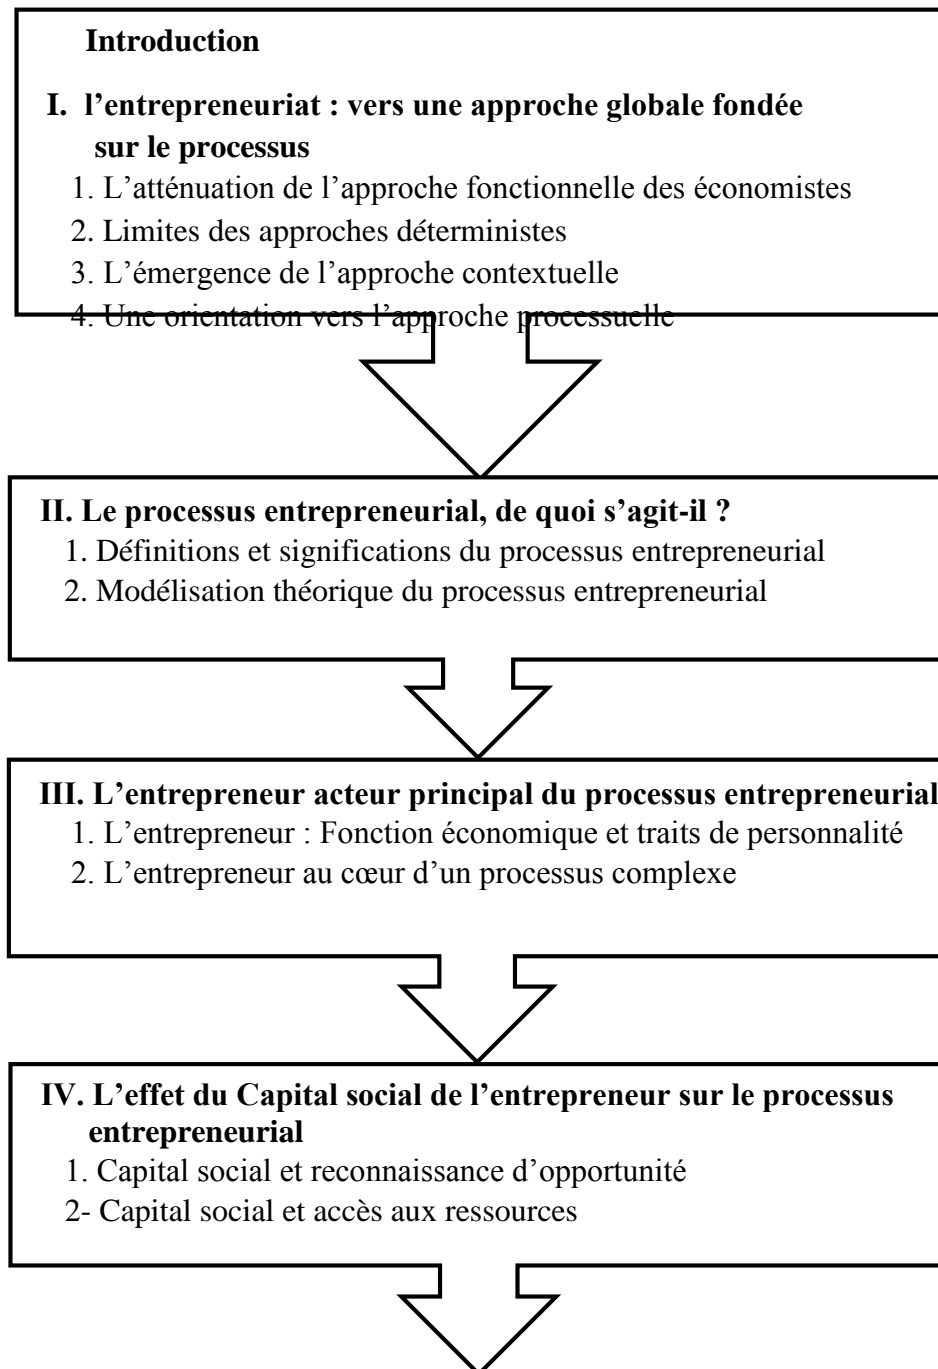 Introduction
I. l’entrepreneuriat : vers une approche globale fondée
sur le processus
1. L’atténuation de l’approche fonctionnelle des économistes
2. Limites des approches déterministes
3. L’émergence de l’approche contextuelle
4. Une orientation vers l’approche processuelle
II. Le processus entrepreneurial, de quoi s’agit-il ?
1. Définitions et significations du processus entrepreneurial
2. Modélisation théorique du processus entrepreneurial
III. L’entrepreneur acteur principal du processus entrepreneurial
1. L’entrepreneur : Fonction économique et traits de personnalité
2. L’entrepreneur au cœur d’un processus complexe
IV. L’effet du Capital social de l’entrepreneur sur le processus
entrepreneurial
1. Capital social et reconnaissance d’opportunité
2- Capital social et accès aux ressources